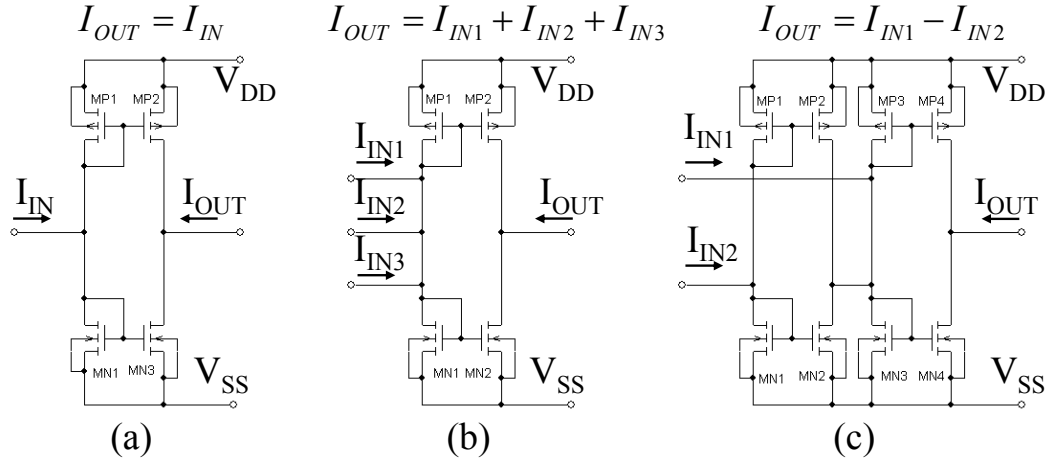 I_OUT = I_IN
I_OUT = I_IN1 + I_IN2 + I_IN3
I_OUT = I_IN1 − I_IN2
MP1 MP2 V_DD
I_IN I_OUT
MN1 MN3 V_SS
(a)
MP1 MP2 V_DD
I_IN1
I_IN2 I_OUT
I_IN3
MN1 MN2 V_SS
(b)
MP1 MP2 MP3 MP4 V_DD
I_IN1
I_OUT
I_IN2
MN1 MN2 MN3 MN4 V_SS
(c)